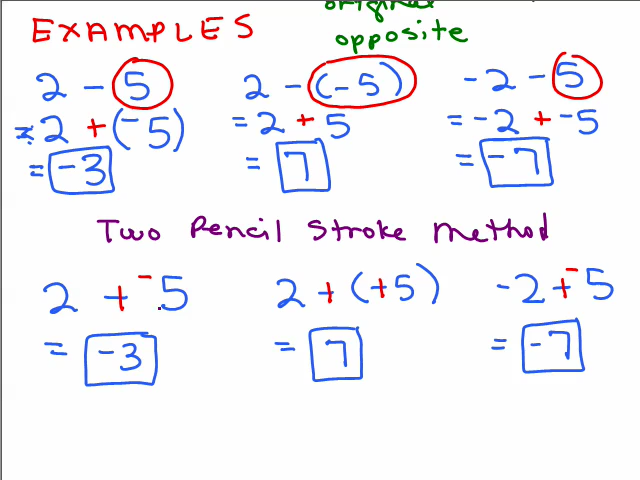 original
EXAMPLES opposite
2 - 5 2 - (-5) -2 - 5
= 2 + (-5) = 2 + 5 = -2 + -5
= -3 = 7 = -7
Two Pencil Stroke Method
2 + -5 2 + (+5) -2 + -5
= -3 = 7 = -7